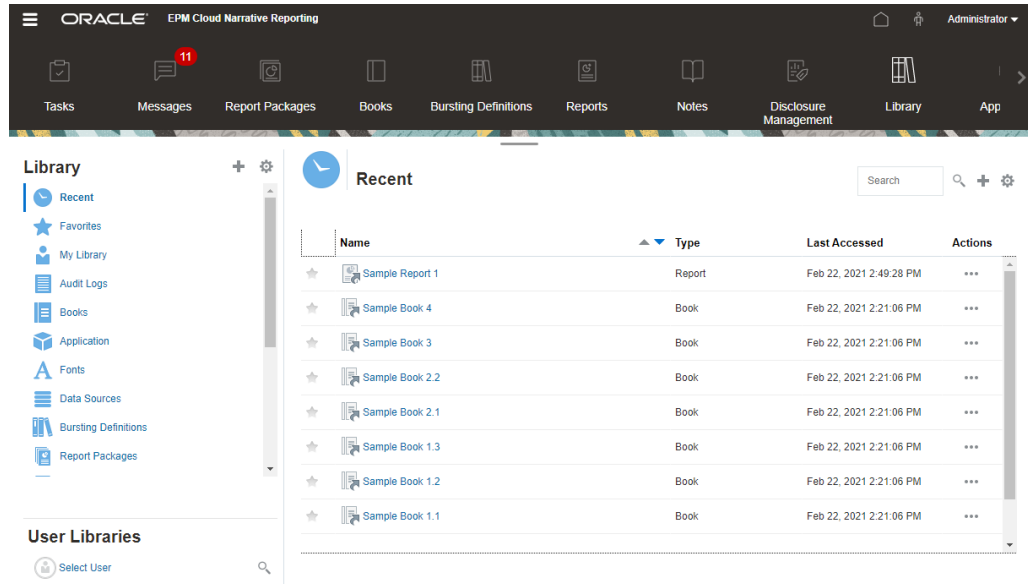 ORACLE® EPM Cloud Narrative Reporting
Administrator
11
Tasks Messages Report Packages Books Bursting Definitions Reports Notes Disclosure Management Library App
Library
Recent
Favorites
My Library
Audit Logs
Books
Application
Fonts
Data Sources
Bursting Definitions
Report Packages
User Libraries
Select User
Recent
Search
Name Type Last Accessed Actions
Sample Report 1 Report Feb 22, 2021 2:49:28 PM
Sample Book 4 Book Feb 22, 2021 2:21:06 PM
Sample Book 3 Book Feb 22, 2021 2:21:06 PM
Sample Book 2.2 Book Feb 22, 2021 2:21:06 PM
Sample Book 2.1 Book Feb 22, 2021 2:21:06 PM
Sample Book 1.3 Book Feb 22, 2021 2:21:06 PM
Sample Book 1.2 Book Feb 22, 2021 2:21:06 PM
Sample Book 1.1 Book Feb 22, 2021 2:21:06 PM